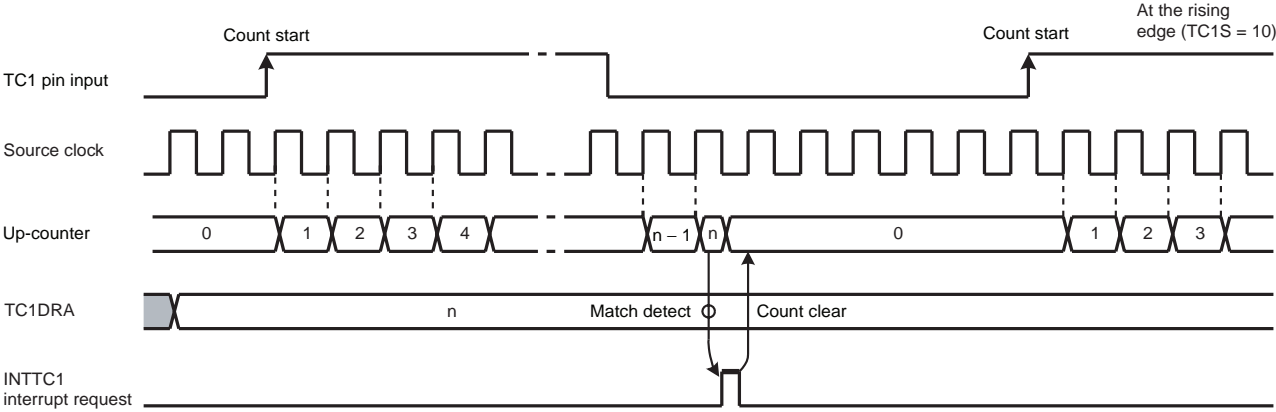 At the rising
edge (TC1S = 10)
Count start
Count start
TC1 pin input
Source clock
Up-counter
0 1 2 3 4 n – 1 n 0 1 2 3
TC1DRA
n
Match detect
Count clear
INTTC1
interrupt request